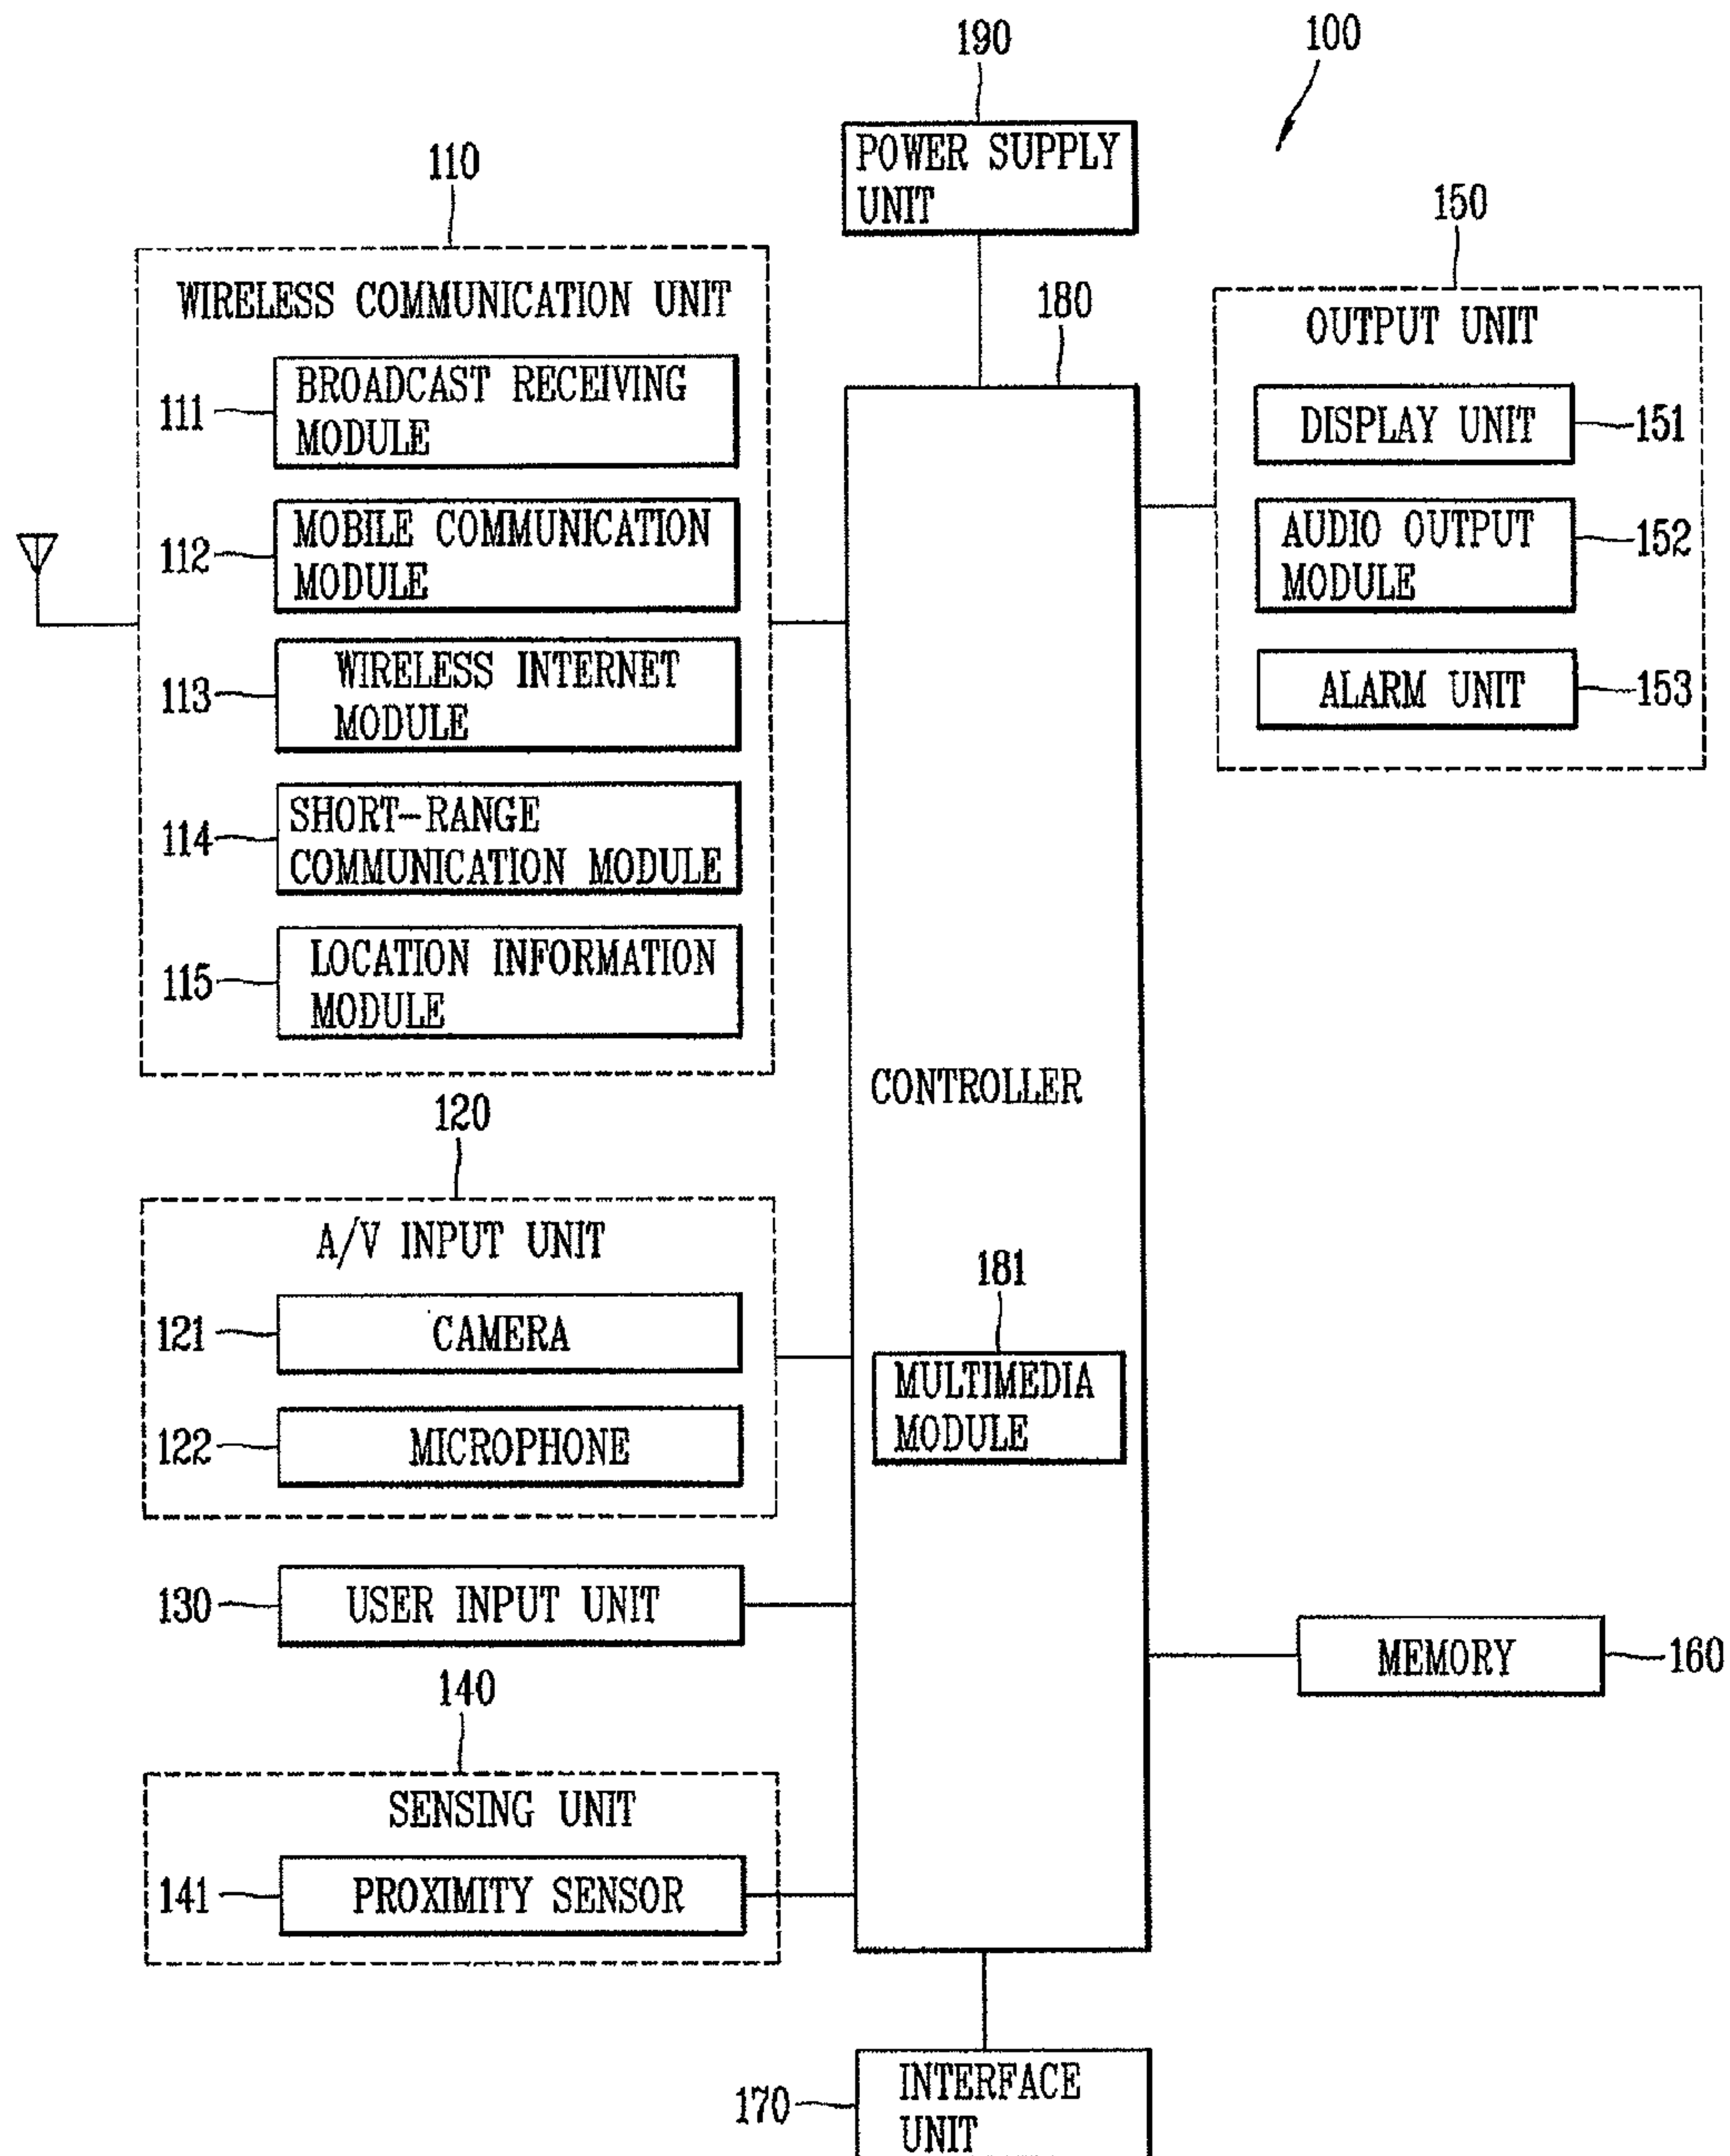 190
100
POWER SUPPLY
UNIT
110
150
WIRELESS COMMUNICATION UNIT
180
OUTPUT UNIT
111
BROADCAST RECEIVING
MODULE
DISPLAY UNIT
151
112
MOBILE COMMUNICATION
MODULE
AUDIO OUTPUT
MODULE
152
113
WIRELESS INTERNET
MODULE
ALARM UNIT
153
114
SHORT-RANGE
COMMUNICATION MODULE
115
LOCATION INFORMATION
MODULE
CONTROLLER
120
A/V INPUT UNIT
181
121
CAMERA
MULTIMEDIA
MODULE
122
MICROPHONE
130
USER INPUT UNIT
MEMORY
160
140
SENSING UNIT
141
PROXIMITY SENSOR
170
INTERFACE
UNIT